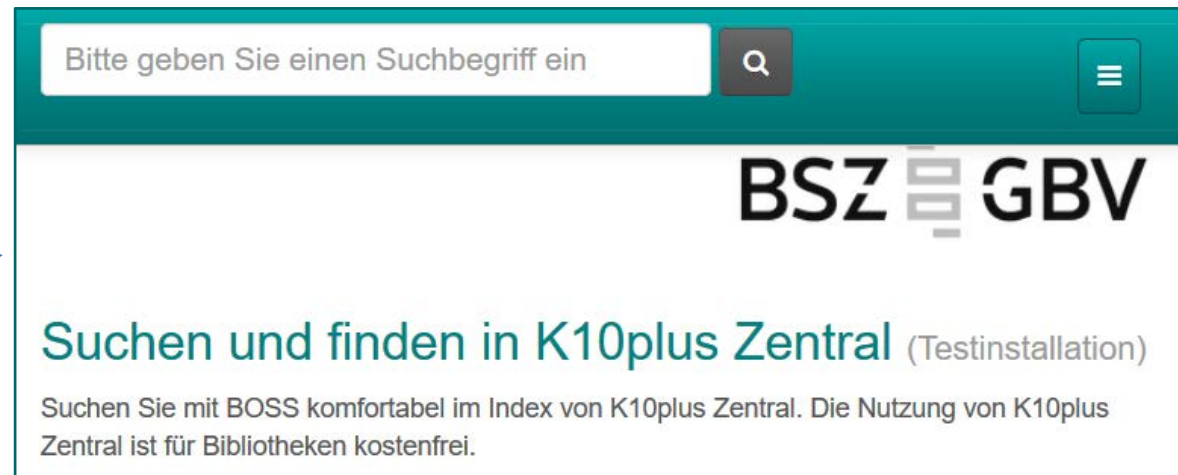 Bitte geben Sie einen Suchbegriff ein
BSZ GBV
Suchen und finden in K10plus Zentral (Testinstallation)
Suchen Sie mit BOSS komfortabel im Index von K10plus Zentral. Die Nutzung von K10plus
Zentral ist für Bibliotheken kostenfrei.